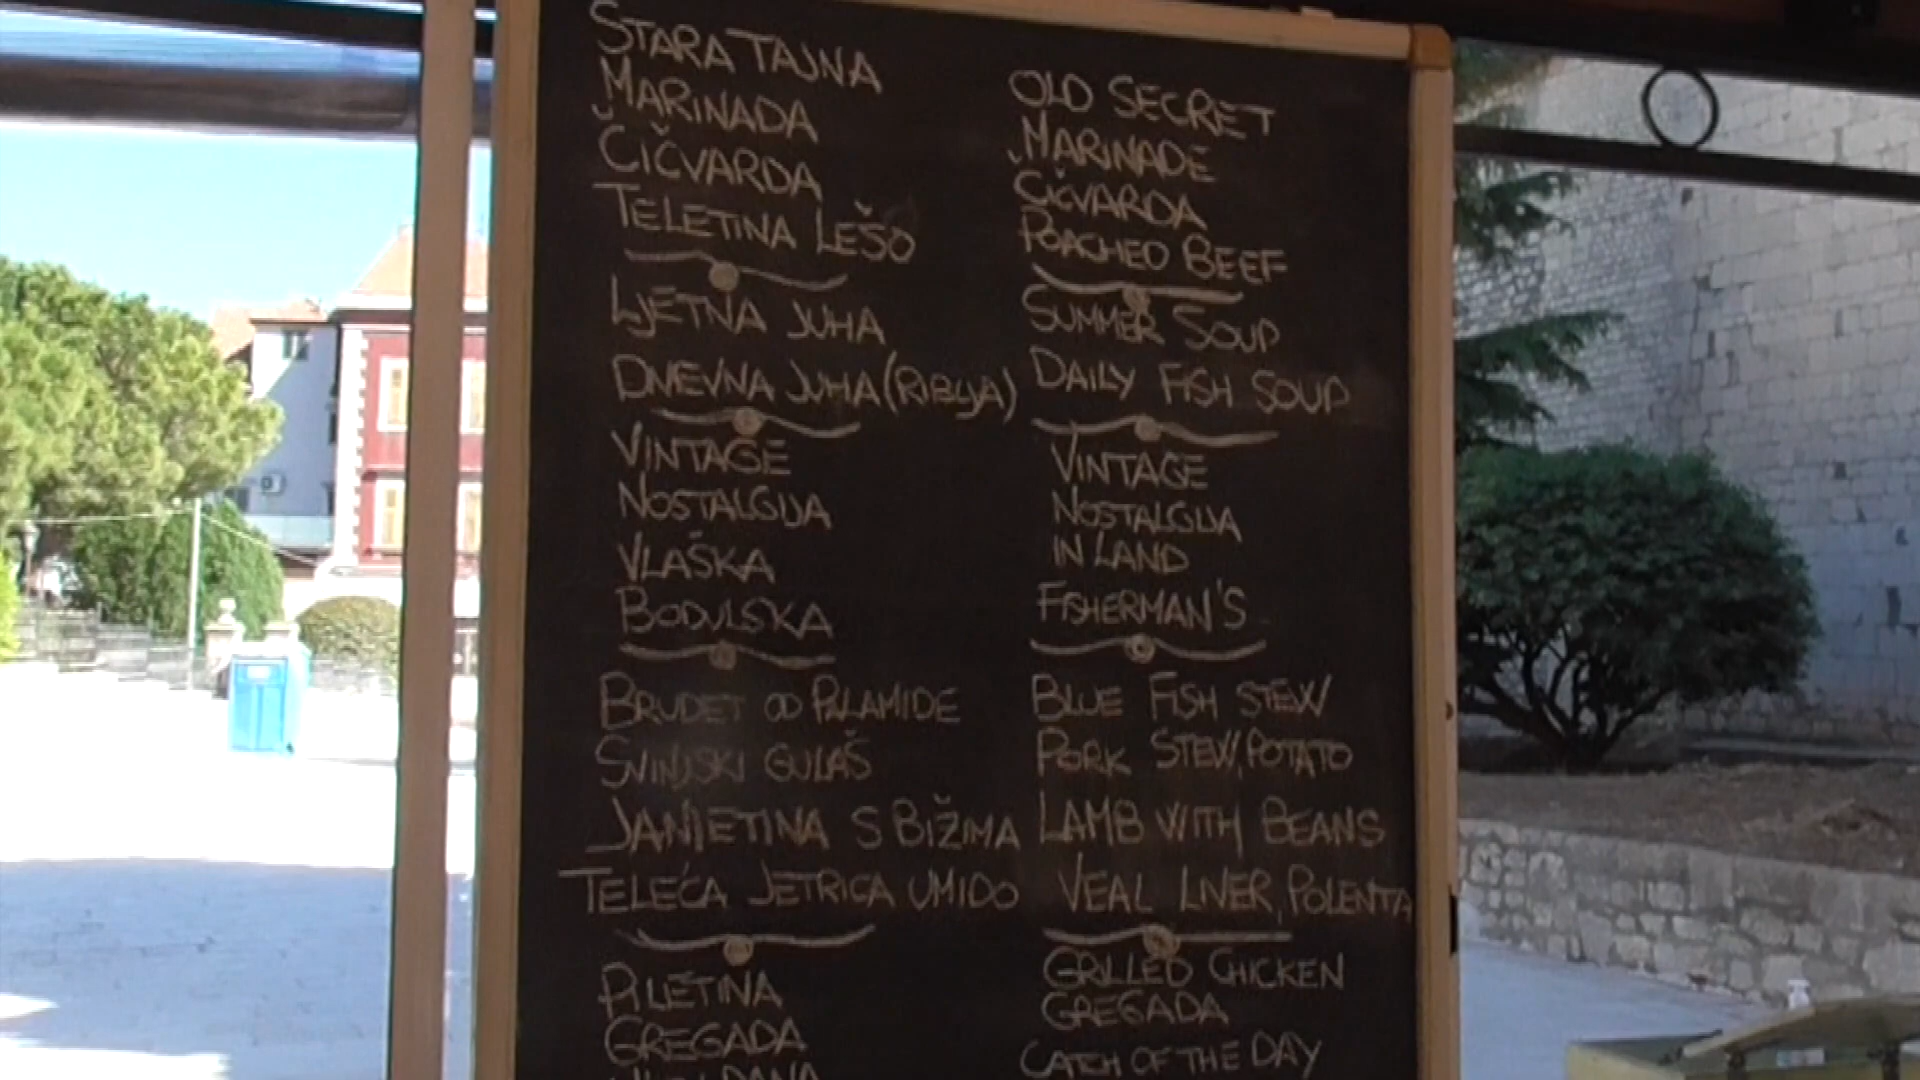 STARA TAJNA
MARINADA
ČIČVARDA
TELETINA LEŠO
LJETNA JUHA
DNEVNA JUHA (RIBLJA)
VINTAGE
NOSTALGIJA
VLAŠKA
BODULSKA
BRUDET OD PALAMIDE
SVINJSKI GULAŠ
JANJETINA S BIŽIMA
TELEĆA JETRICA UMIDO
PILETINA
GREGADA
OLD SECRET
MARINADE
ČIČVARDA
POACHED BEEF
SUMMER SOUP
DAILY FISH SOUP
VINTAGE
NOSTALGIJA
IN LAND
FISHERMAN'S
BLUE FISH STEW
PORK STEW, POTATO
LAMB WITH BEANS
VEAL LIVER, POLENTA
GRILLED CHICKEN
GREGADA
CATCH OF THE DAY